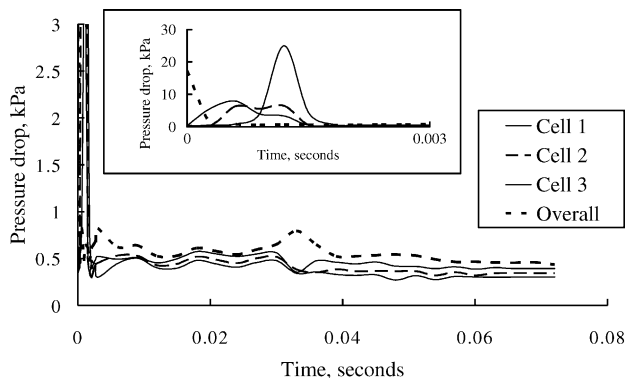 3
2.5
2
1.5
1
0.5
0
Pressure drop, kPa
30
20
10
0
Pressure drop, kPa
0
0.003
Time, seconds
Cell 1
Cell 2
Cell 3
Overall
0
0.02
0.04
0.06
0.08
Time, seconds